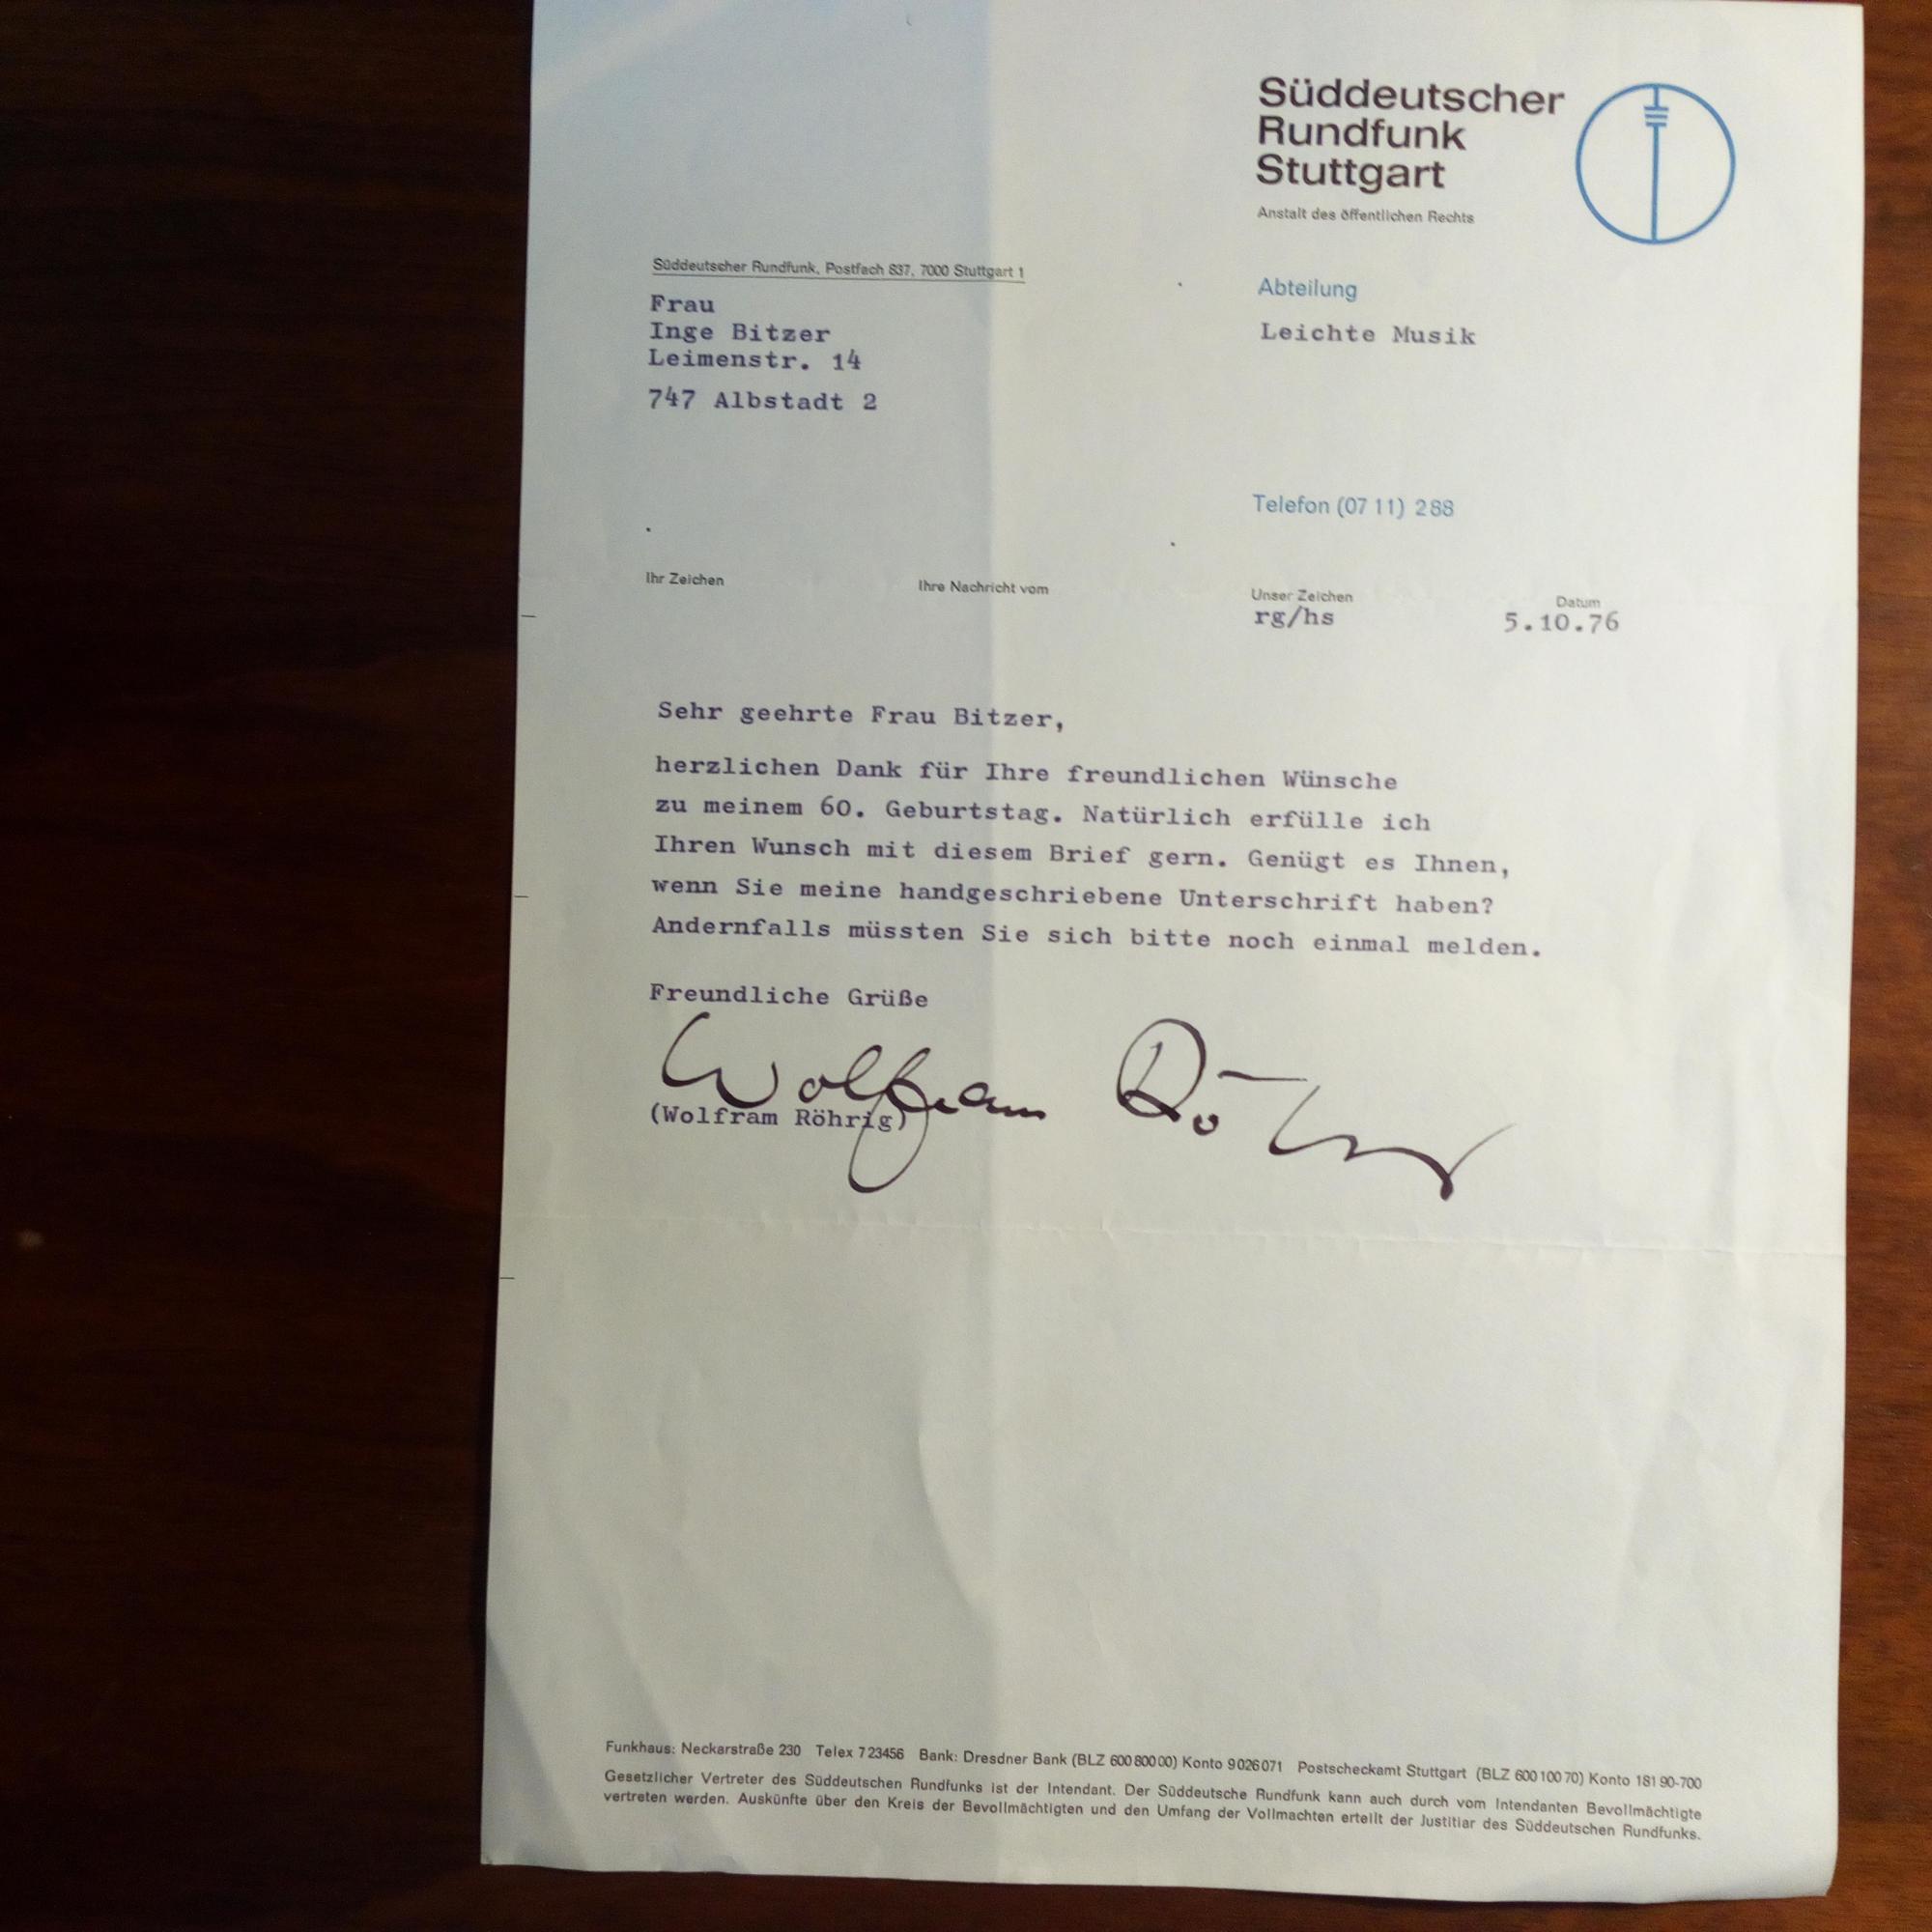 Süddeutscher
Rundfunk
Stuttgart
Anstalt des öffentlichen Rechts
Süddeutscher Rundfunk, Postfach 837, 7000 Stuttgart 1
Frau
Inge Bitzer
Leimenstr. 14
747 Albstadt 2
Abteilung
Leichte Musik
Telefon (07 11) 288
Ihr Zeichen
Ihre Nachricht vom
Unser Zeichen
rg/hs
Datum
5.10.76
Sehr geehrte Frau Bitzer,
herzlichen Dank für Ihre freundlichen Wünsche
zu meinem 60. Geburtstag. Natürlich erfülle ich
Ihren Wunsch mit diesem Brief gern. Genügt es Ihnen,
wenn Sie meine handgeschriebene Unterschrift haben?
Andernfalls müssten Sie sich bitte noch einmal melden.
Freundliche Grüße
Wolfram Röhrig
(Wolfram Röhrig)
Funkhaus: Neckarstraße 230 Telex 723456 Bank: Dresdner Bank (BLZ 600 800 00) Konto 9 026 071 Postscheckamt Stuttgart (BLZ 600 100 70) Konto 181 90-700
Gesetzlicher Vertreter des Süddeutschen Rundfunks ist der Intendant. Der Süddeutsche Rundfunk kann auch durch vom Intendanten Bevollmächtigte
vertreten werden. Auskünfte über den Kreis der Bevollmächtigten und den Umfang der Vollmachten erteilt der Justitiar des Süddeutschen Rundfunks.